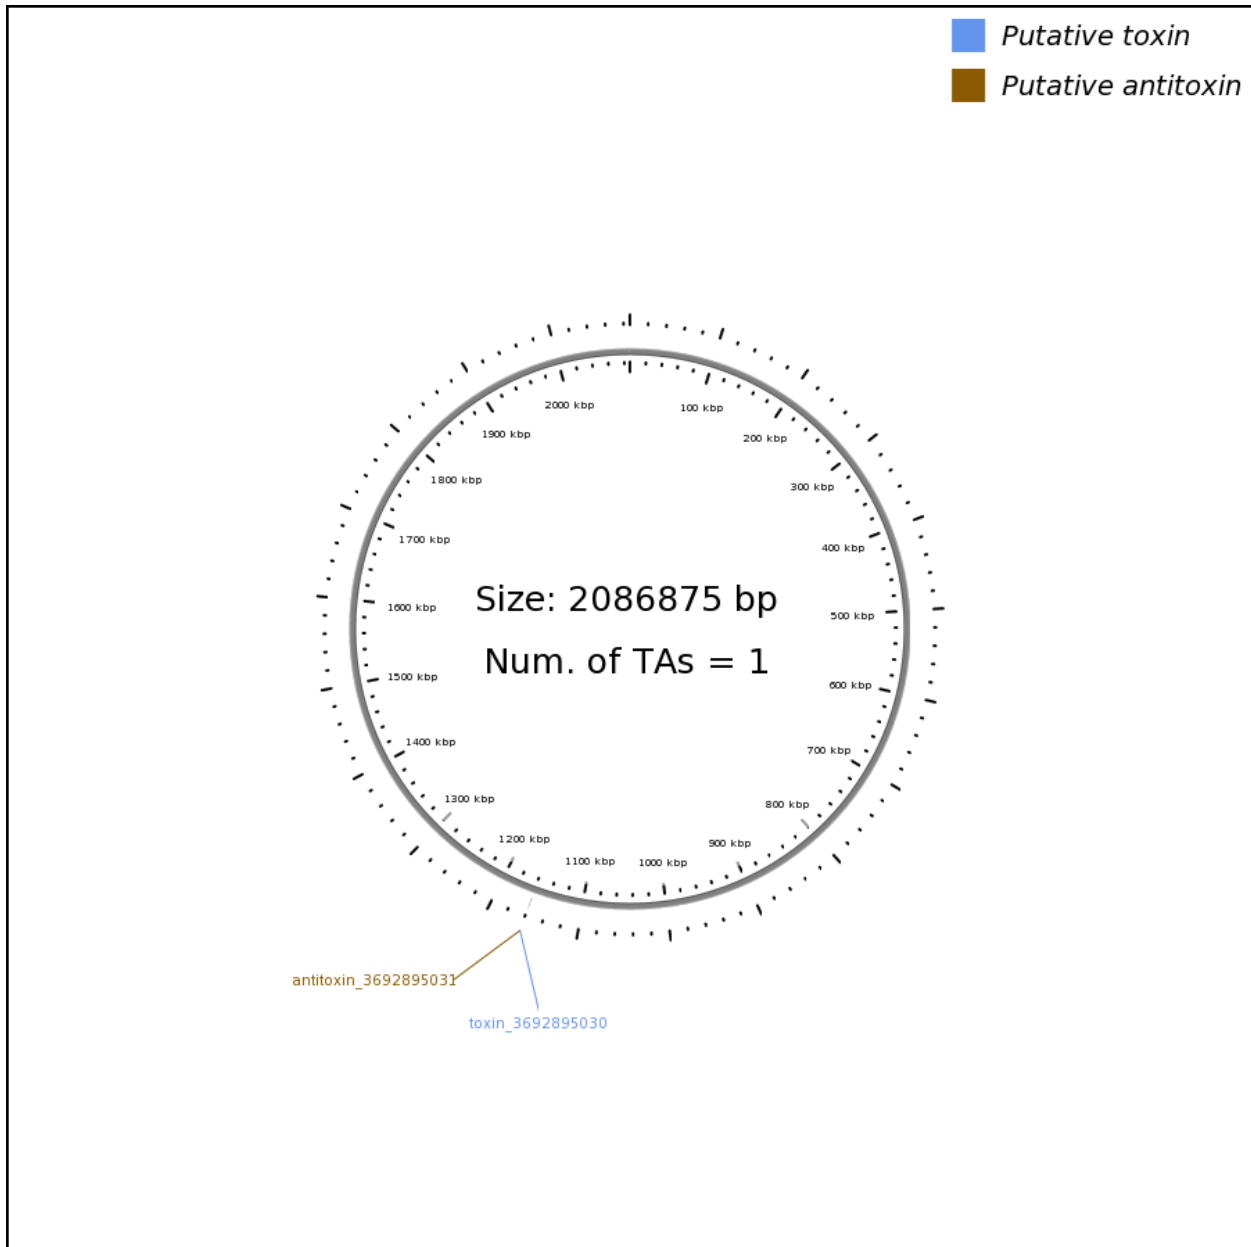 Putative toxin
Putative antitoxin
2000 kbp
100 kbp
1900 kbp
200 kbp
1800 kbp
300 kbp
1700 kbp
400 kbp
1600 kbp
500 kbp
Size: 2086875 bp
Num. of TAs = 1
1500 kbp
600 kbp
1400 kbp
700 kbp
1300 kbp
800 kbp
1200 kbp
900 kbp
1100 kbp
1000 kbp
antitoxin_3692895031
toxin_3692895030